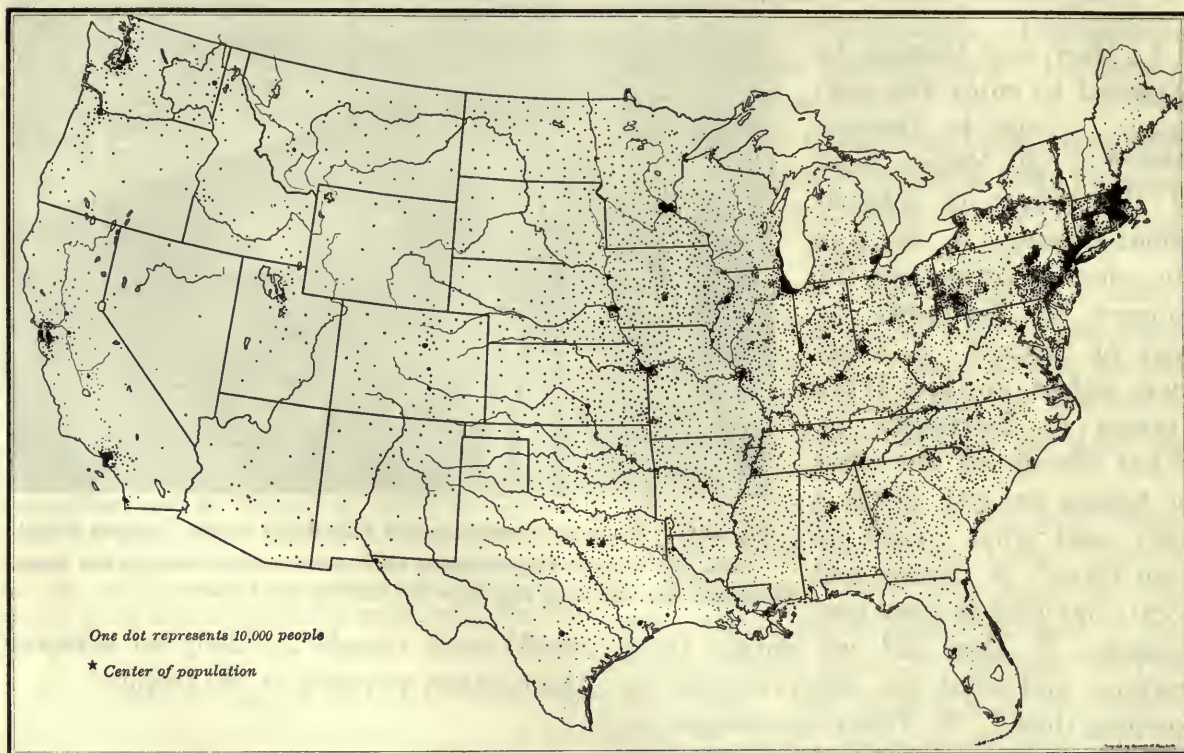 One dot represents 10,000 people
★ Center of population